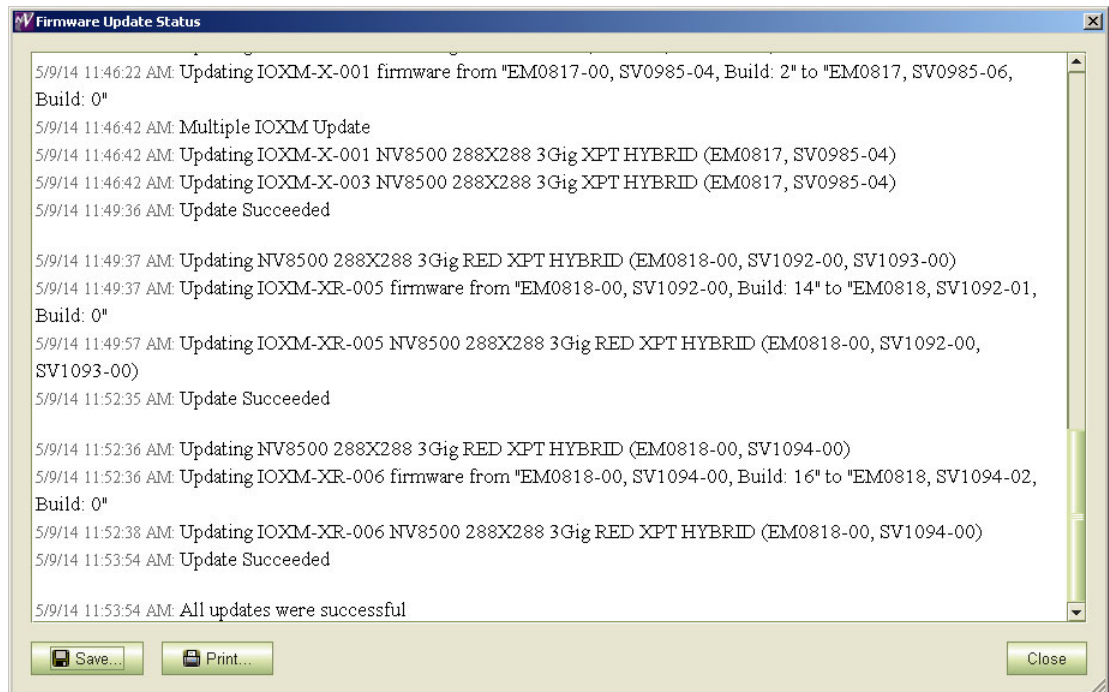 Firmware Update Status
5/9/14 11:46:22 AM: Updating IOXM-X-001 firmware from "EM0817-00, SV0985-04, Build: 2" to "EM0817, SV0985-06,
Build: 0"
5/9/14 11:46:42 AM: Multiple IOXM Update
5/9/14 11:46:42 AM: Updating IOXM-X-001 NV8500 288X288 3Gig XPT HYBRID (EM0817, SV0985-04)
5/9/14 11:46:42 AM: Updating IOXM-X-003 NV8500 288X288 3Gig XPT HYBRID (EM0817, SV0985-04)
5/9/14 11:49:36 AM: Update Succeeded
5/9/14 11:49:37 AM: Updating NV8500 288X288 3Gig RED XPT HYBRID (EM0818-00, SV1092-00, SV1093-00)
5/9/14 11:49:37 AM: Updating IOXM-XR-005 firmware from "EM0818-00, SV1092-00, Build: 14" to "EM0818, SV1092-01,
Build: 0"
5/9/14 11:49:57 AM: Updating IOXM-XR-005 NV8500 288X288 3Gig RED XPT HYBRID (EM0818-00, SV1092-00,
SV1093-00)
5/9/14 11:52:35 AM: Update Succeeded
5/9/14 11:52:36 AM: Updating NV8500 288X288 3Gig RED XPT HYBRID (EM0818-00, SV1094-00)
5/9/14 11:52:36 AM: Updating IOXM-XR-006 firmware from "EM0818-00, SV1094-00, Build: 16" to "EM0818, SV1094-02,
Build: 0"
5/9/14 11:52:38 AM: Updating IOXM-XR-006 NV8500 288X288 3Gig RED XPT HYBRID (EM0818-00, SV1094-00)
5/9/14 11:53:54 AM: Update Succeeded
5/9/14 11:53:54 AM: All updates were successful
Save... Print... Close